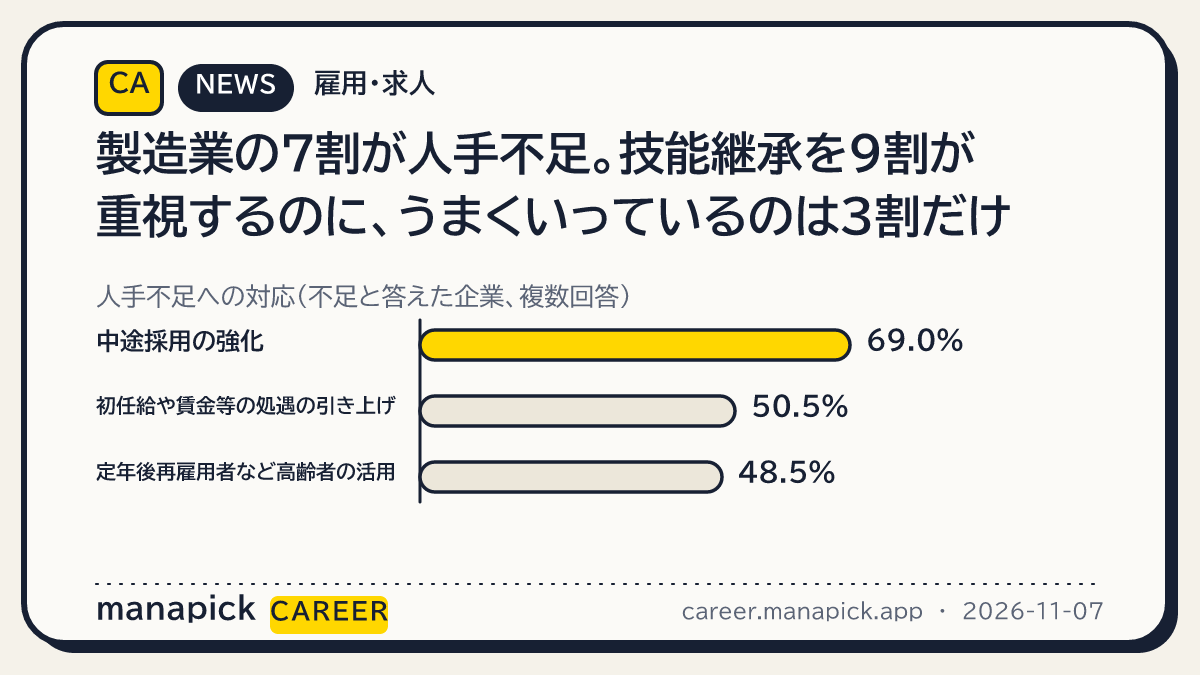 CA NEWS 雇用・求人
製造業の7割が人手不足。技能継承を9割が
重視するのに、うまくいっているのは3割だけ
人手不足への対応（不足と答えた企業、複数回答）
中途採用の強化 69.0%
初任給や賃金等の処遇の引き上げ 50.5%
定年後再雇用者など高齢者の活用 48.5%
manapick CAREER career.manapick.app ・ 2026-11-07